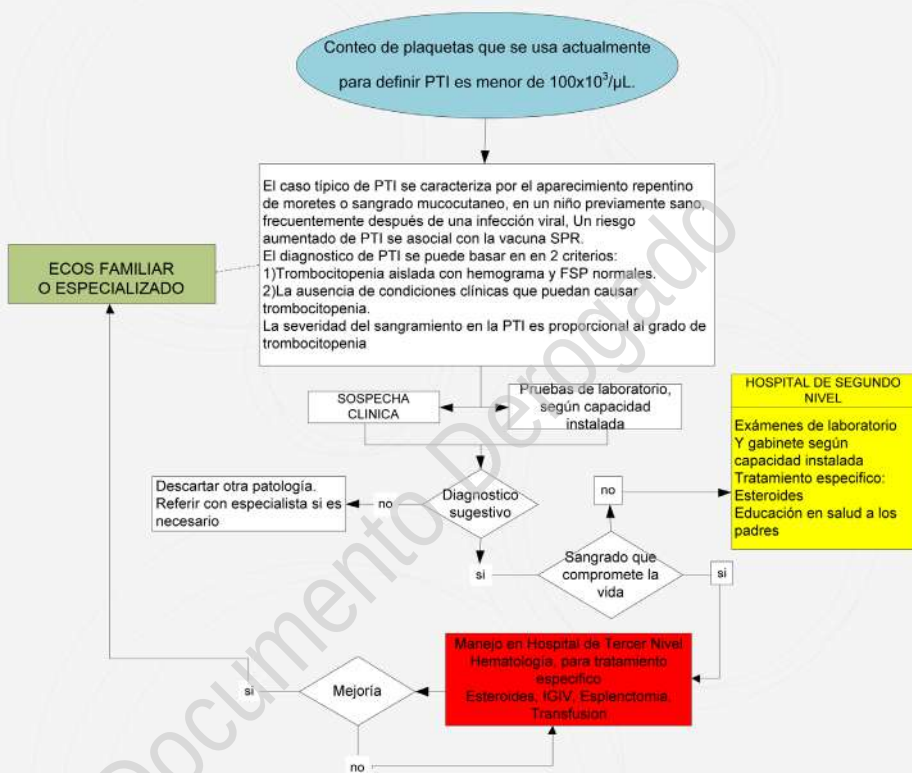 Conteo de plaquetas que se usa actualmente
para definir PTI es menor de 100x10³/µL.
El caso típico de PTI se caracteriza por el aparecimiento repentino
de moretes o sangrado mucocutaneo, en un niño previamente sano,
frecuentemente después de una infección viral, Un riesgo
aumentado de PTI se asocial con la vacuna SPR.
El diagnostico de PTI se puede basar en en 2 criterios:
1)Trombocitopenia aislada con hemograma y FSP normales.
2)La ausencia de condiciones clínicas que puedan causar
trombocitopenia.
La severidad del sangramiento en la PTI es proporcional al grado de
trombocitopenia
ECOS FAMILIAR
O ESPECIALIZADO
SOSPECHA
CLINICA
Pruebas de laboratorio,
según capacidad
instalada
HOSPITAL DE SEGUNDO
NIVEL
Exámenes de laboratorio
Y gabinete según
capacidad instalada
Tratamiento especifico:
Esteroides
Educación en salud a los
padres
Descartar otra patología.
Referir con especialista si es
necesario
no
Diagnostico
sugestivo
no
si
Sangrado que
compromete la
vida
si
Manejo en Hospital de Tercer Nivel
Hematología, para tratamiento
especifico
Esteroides, IGIV, Esplenctomia,
Transfusion
si
Mejoría
no
Documento Derogado